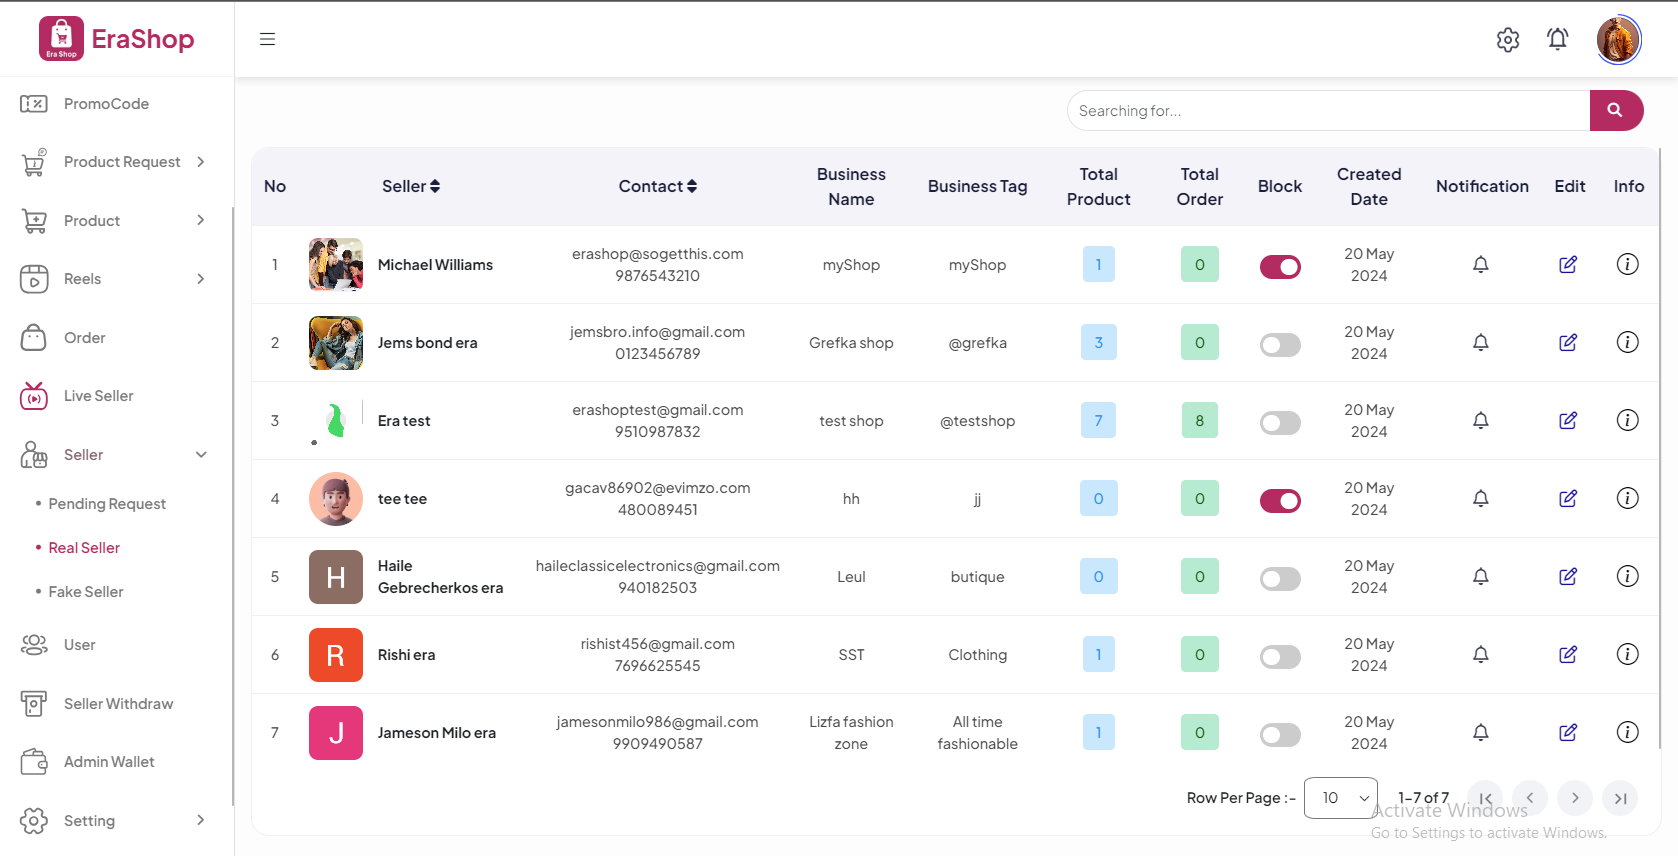 Era Shop
EraShop
PromoCode
Product Request
Product
Reels
Order
Live Seller
Seller
• Pending Request
• Real Seller
• Fake Seller
User
Seller Withdraw
Admin Wallet
Setting
Searching for...
No Seller Contact Business Name Business Tag Total Product Total Order Block Created Date Notification Edit Info
1 Michael Williams erashop@sogetthis.com 9876543210 myShop myShop 1 0 20 May 2024
2 Jems bond era jemsbro.info@gmail.com 0123456789 Grefka shop @grefka 3 0 20 May 2024
3 Era test erashoptest@gmail.com 9510987832 test shop @testshop 7 8 20 May 2024
4 tee tee gacav86902@evimzo.com 480089451 hh jj 0 0 20 May 2024
5 H Haile Gebrecherkos era haileclassicelectronics@gmail.com 940182503 Leul butique 0 0 20 May 2024
6 R Rishi era rishist456@gmail.com 7696625545 SST Clothing 1 0 20 May 2024
7 J Jameson Milo era jamesonmilo986@gmail.com 9909490587 Lizfa fashion zone All time fashionable 1 0 20 May 2024
Row Per Page :- 10 1-7 of 7
Activate Windows
Go to Settings to activate Windows.